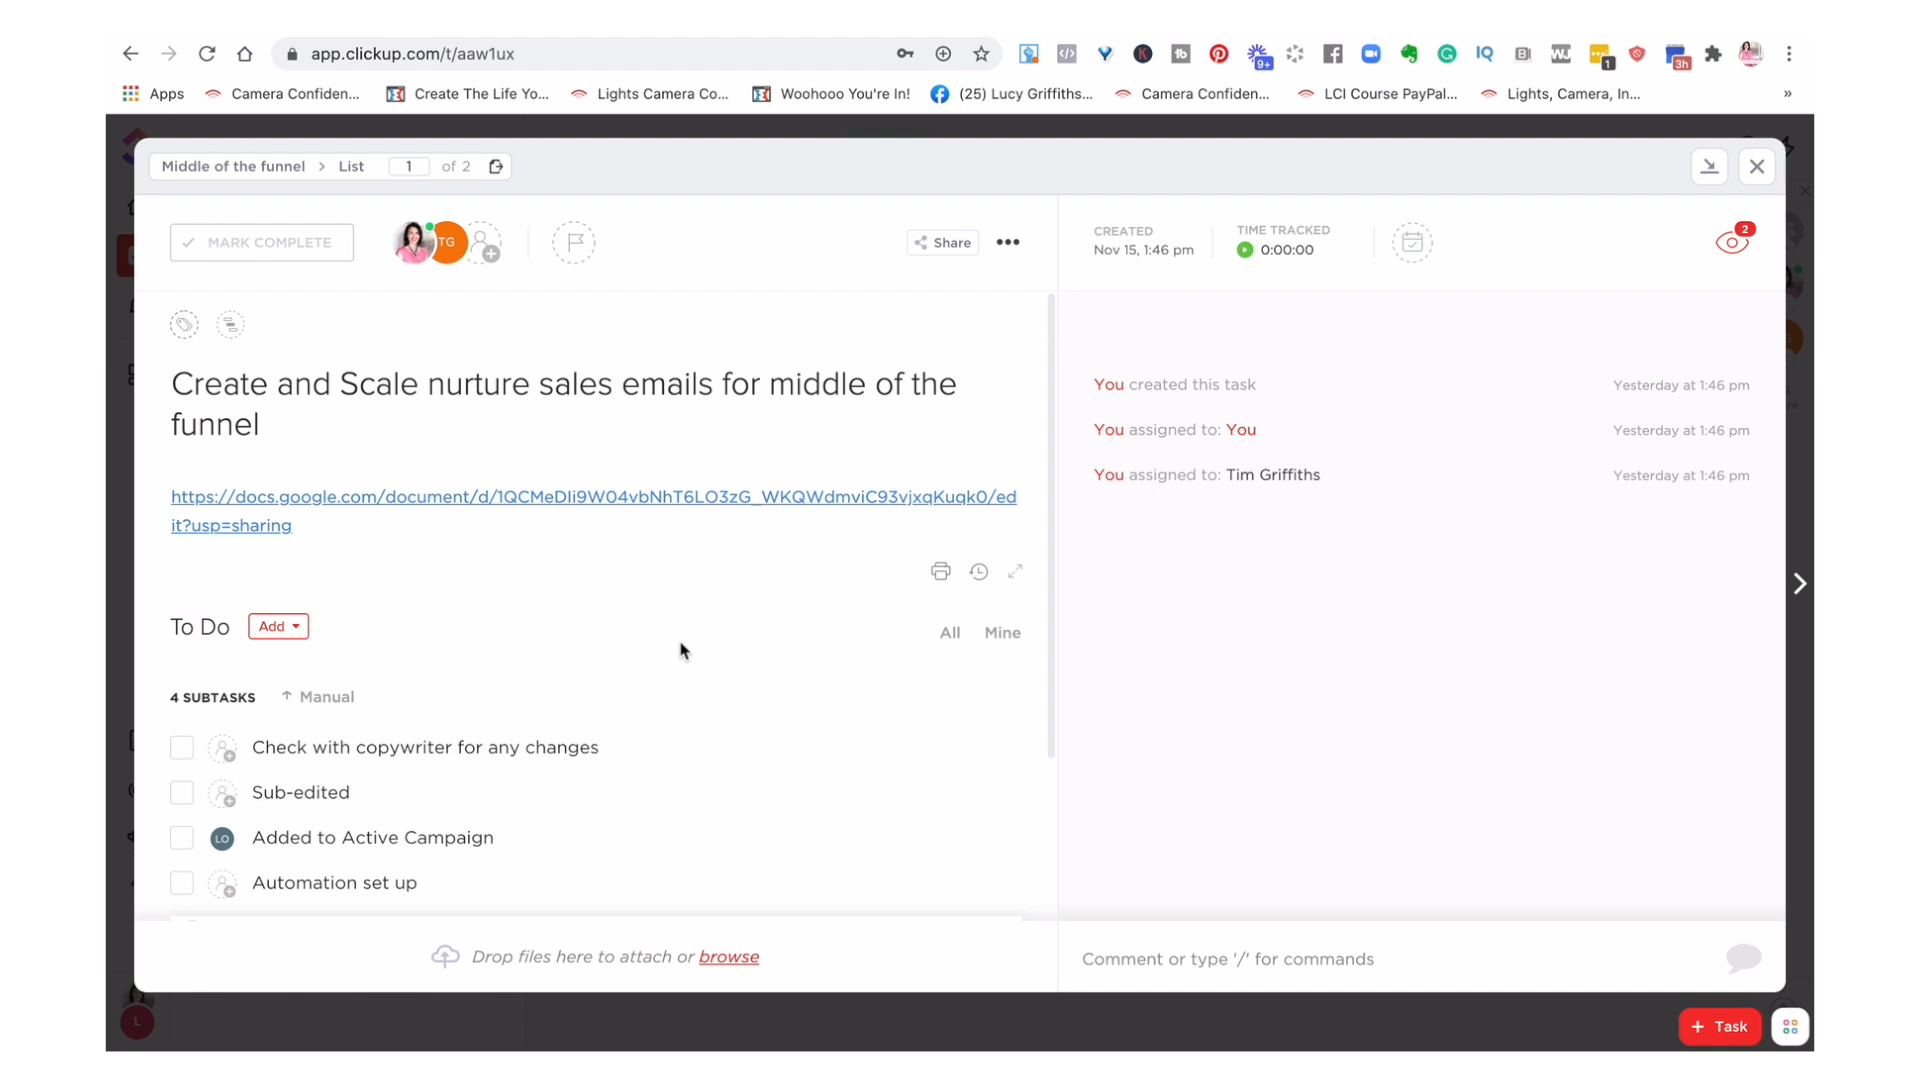 app.clickup.com/t/aaw1ux
9+
1
3h
Apps
Camera Confiden...
Create The Life Yo...
Lights Camera Co...
Woohooo You're In!
(25) Lucy Griffiths...
Camera Confiden...
LCI Course PayPal...
Lights, Camera, In...
»
Middle of the funnel > List 1 of 2
MARK COMPLETE
TG
Share
CREATED
Nov 15, 1:46 pm
TIME TRACKED
0:00:00
2
Create and Scale nurture sales emails for middle of the
funnel
https://docs.google.com/document/d/1QCMeDIi9W04vbNhT6LO3zG_WKQWdmviC93vjxqKuqk0/ed
it?usp=sharing
To Do
Add
All Mine
4 SUBTASKS
Manual
Check with copywriter for any changes
Sub-edited
LO
Added to Active Campaign
Automation set up
Drop files here to attach or browse
You created this task Yesterday at 1:46 pm
You assigned to: You Yesterday at 1:46 pm
You assigned to: Tim Griffiths Yesterday at 1:46 pm
Comment or type '/' for commands
L
+ Task